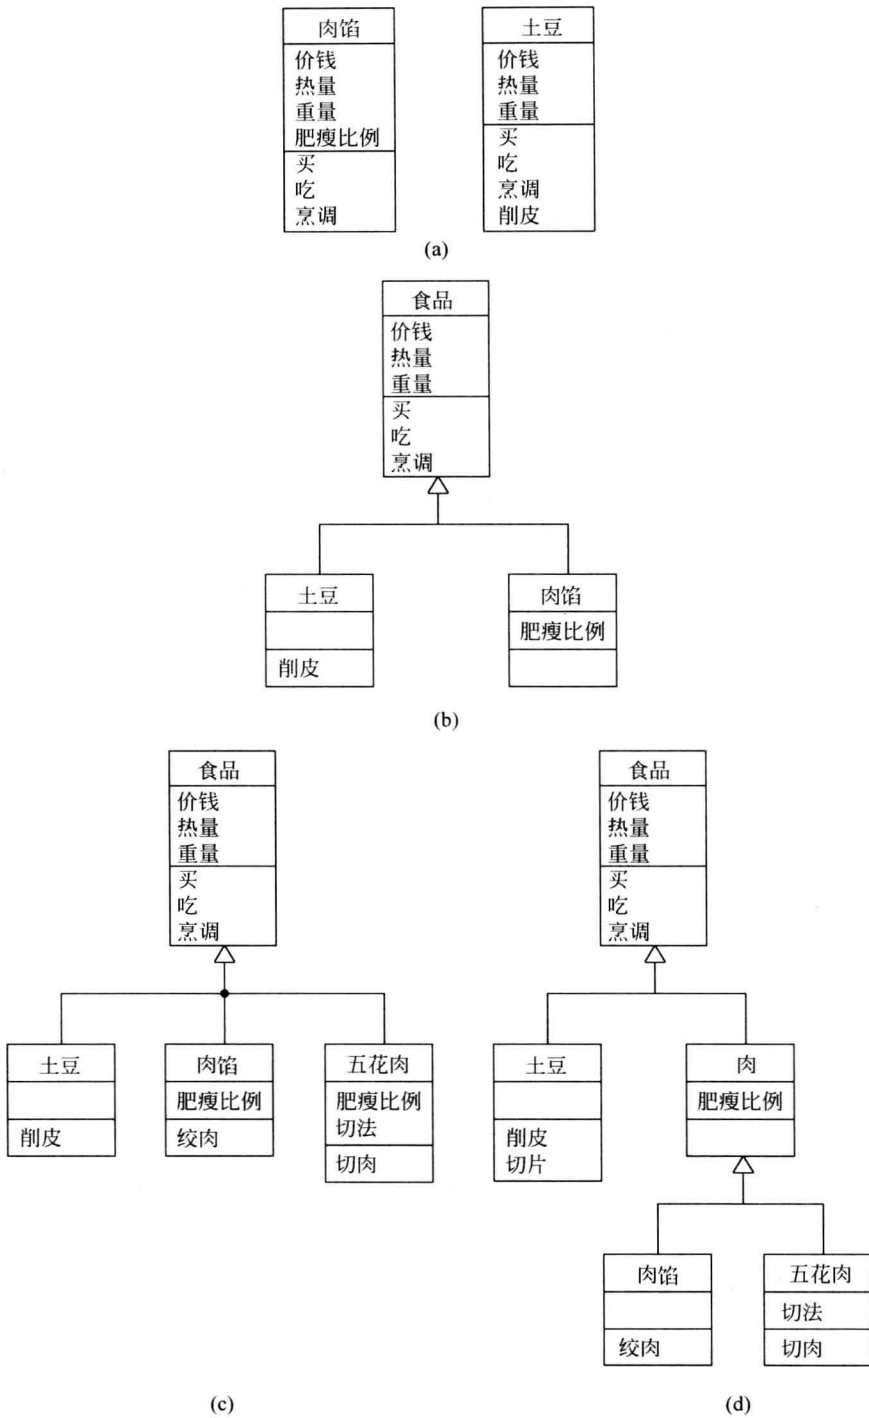 肉馅
价钱
热量
重量
肥瘦比例
买
吃
烹调
土豆
价钱
热量
重量
买
吃
烹调
削皮
(a)
食品
价钱
热量
重量
买
吃
烹调
土豆
削皮
肉馅
肥瘦比例
(b)
食品
价钱
热量
重量
买
吃
烹调
土豆
削皮
肉馅
肥瘦比例
绞肉
五花肉
肥瘦比例
切法
切肉
(c)
食品
价钱
热量
重量
买
吃
烹调
土豆
削皮
切片
肉
肥瘦比例
肉馅
绞肉
五花肉
切法
切肉
(d)